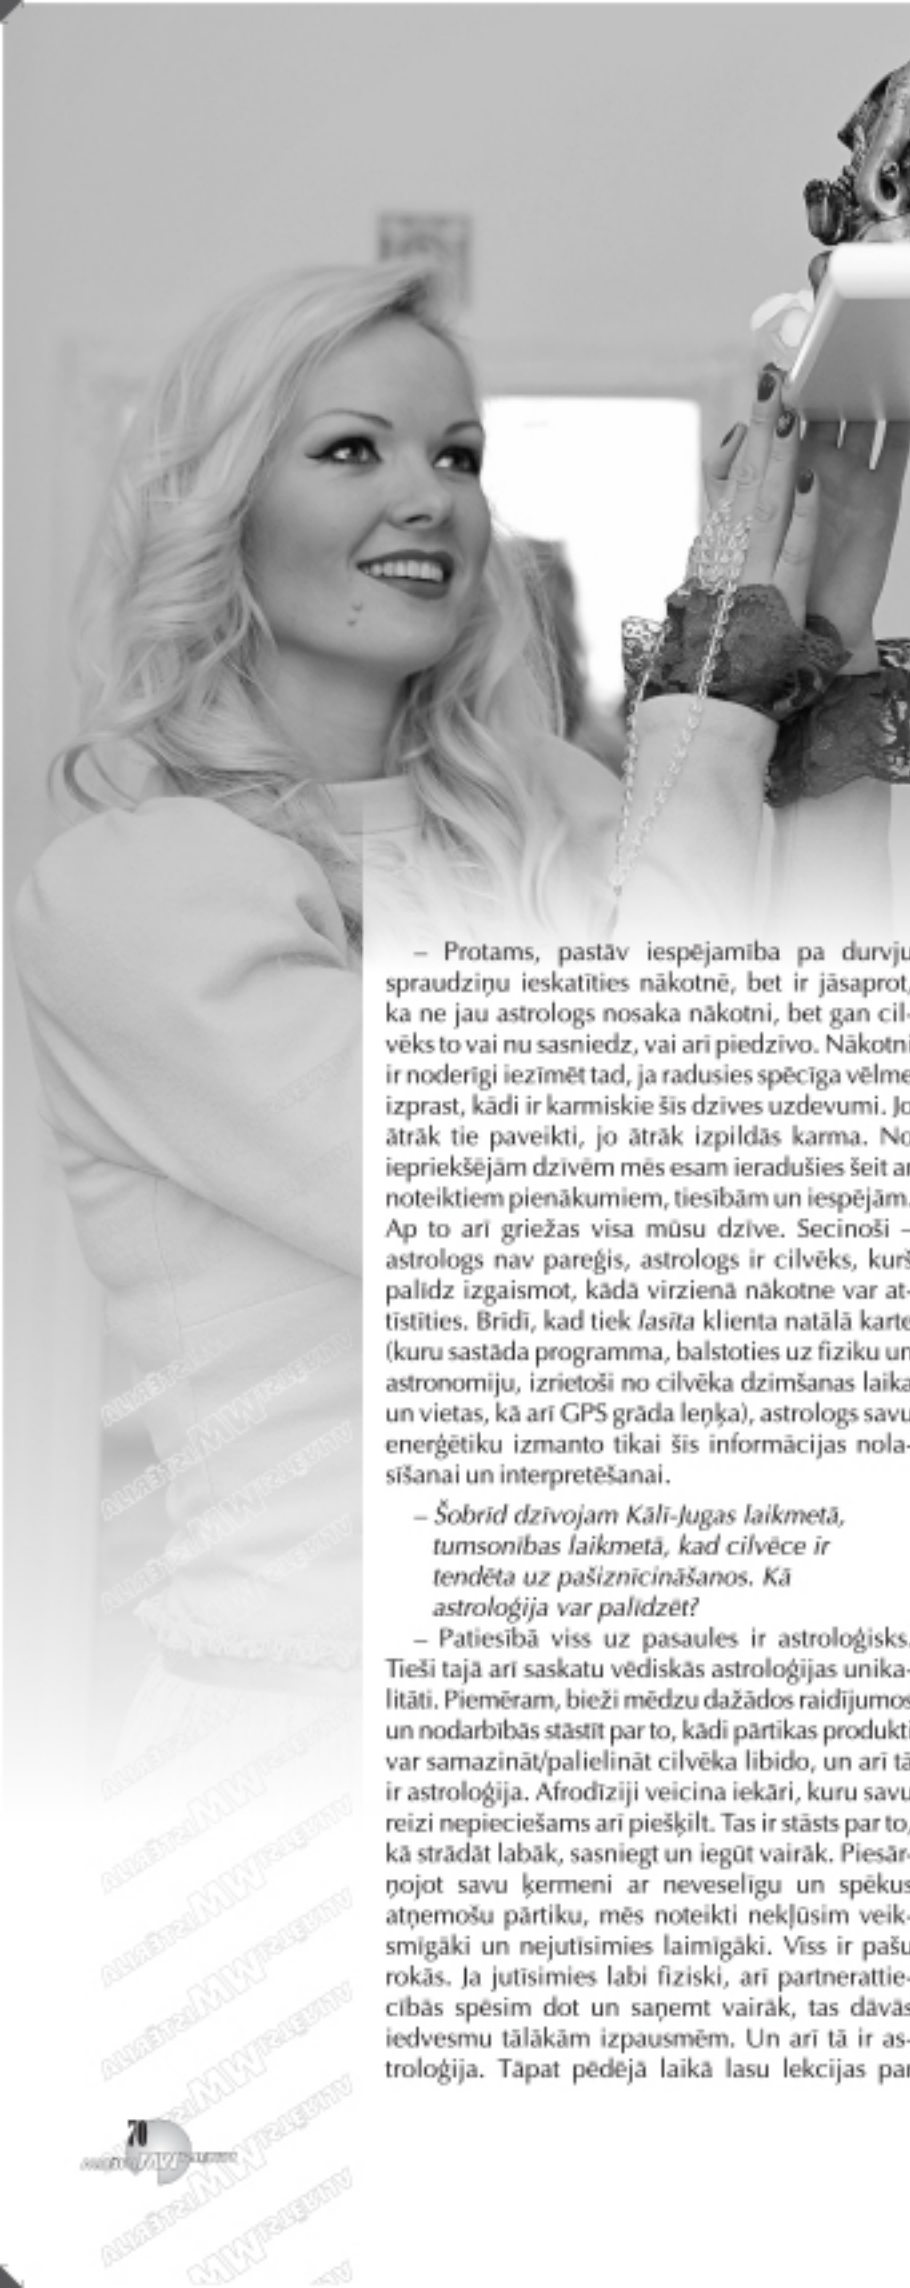 – Protams, pastāv iespējamība pa durvju
spraudziņu ieskatīties nākotnē, bet ir jāsaprot,
ka ne jau astrologs nosaka nākotni, bet gan cil-
vēks to vai nu sasniedz, vai arī piedzīvo. Nākotni
ir noderīgi iezīmēt tad, ja radusies spēcīga vēlme
izprast, kādi ir karmiskie šīs dzīves uzdevumi. Jo
ātrāk tie paveikti, jo ātrāk izpildās karma. No
iepriekšējām dzīvēm mēs esam ieradušies šeit ar
noteiktiem pienākumiem, tiesībām un iespējām.
Ap to arī griežas visa mūsu dzīve. Secinoši –
astrologs nav pareģis, astrologs ir cilvēks, kurš
palīdz izgaismot, kādā virzienā nākotne var at-
tīstīties. Brīdī, kad tiek lasīta klienta natālā karte
(kuru sastāda programma, balstoties uz fiziku un
astronomiju, izrietoši no cilvēka dzimšanas laika
un vietas, kā arī GPS grāda leņķa), astrologs savu
enerģētiku izmanto tikai šīs informācijas nola-
sīšanai un interpretēšanai.
– Šobrīd dzīvojam Kālī-Jugas laikmetā,
tumsonības laikmetā, kad cilvēce ir
tendēta uz pašiznīcināšanos. Kā
astroloģija var palīdzēt?
– Patiesībā viss uz pasaules ir astroloģisks.
Tieši tajā arī saskatu vēdiskās astroloģijas unika-
litāti. Piemēram, bieži mēdzu dažādos raidījumos
un nodarbībās stāstīt par to, kādi pārtikas produkti
var samazināt/palielināt cilvēka libido, un arī tā
ir astroloģija. Afrodīziji veicina iekāri, kuru savu
reizi nepieciešams arī piešķilt. Tas ir stāsts par to,
kā strādāt labāk, sasniegt un iegūt vairāk. Piesār-
ņojot savu ķermeni ar neveselīgu un spēkus
atņemošu pārtiku, mēs noteikti nekļūsim veik-
smīgāki un nejutīsimies laimīgāki. Viss ir pašu
rokās. Ja jutīsimies labi fiziski, arī partnerattie-
cībās spēsim dot un saņemt vairāk, tas dāvās
iedvesmu tālākām izpausmēm. Un arī tā ir as-
troloģija. Tāpat pēdējā laikā lasu lekcijas par
70